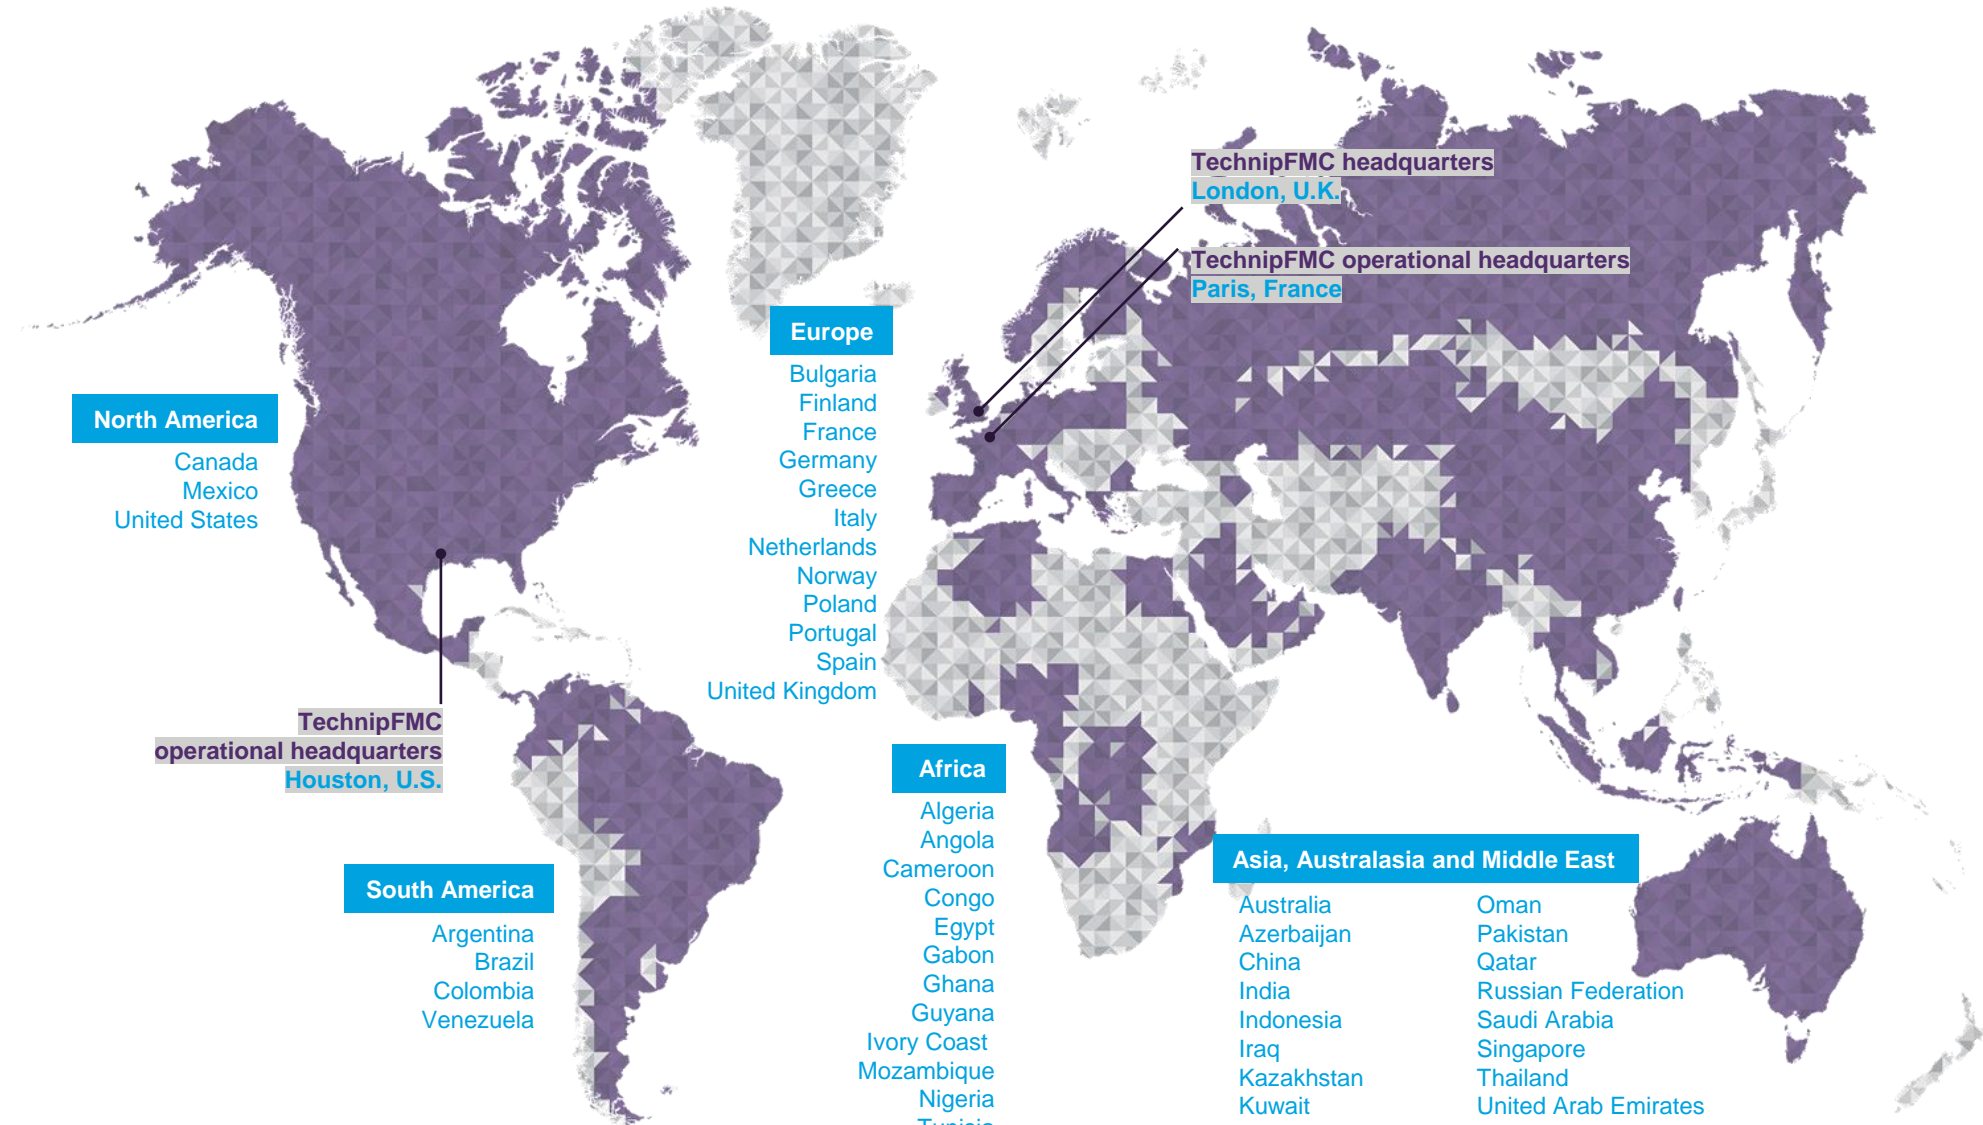 TechnipFMC headquarters
London, U.K.
TechnipFMC operational headquarters
Paris, France
Europe
Bulgaria
Finland
France
Germany
Greece
Italy
Netherlands
Norway
Poland
Portugal
Spain
United Kingdom
North America
Canada
Mexico
United States
TechnipFMC
operational headquarters
Houston, U.S.
South America
Argentina
Brazil
Colombia
Venezuela
Africa
Algeria
Angola
Cameroon
Congo
Egypt
Gabon
Ghana
Guyana
Ivory Coast
Mozambique
Nigeria
Tunisia
Asia, Australasia and Middle East
Australia
Azerbaijan
China
India
Indonesia
Iraq
Kazakhstan
Kuwait
Oman
Pakistan
Qatar
Russian Federation
Saudi Arabia
Singapore
Thailand
United Arab Emirates